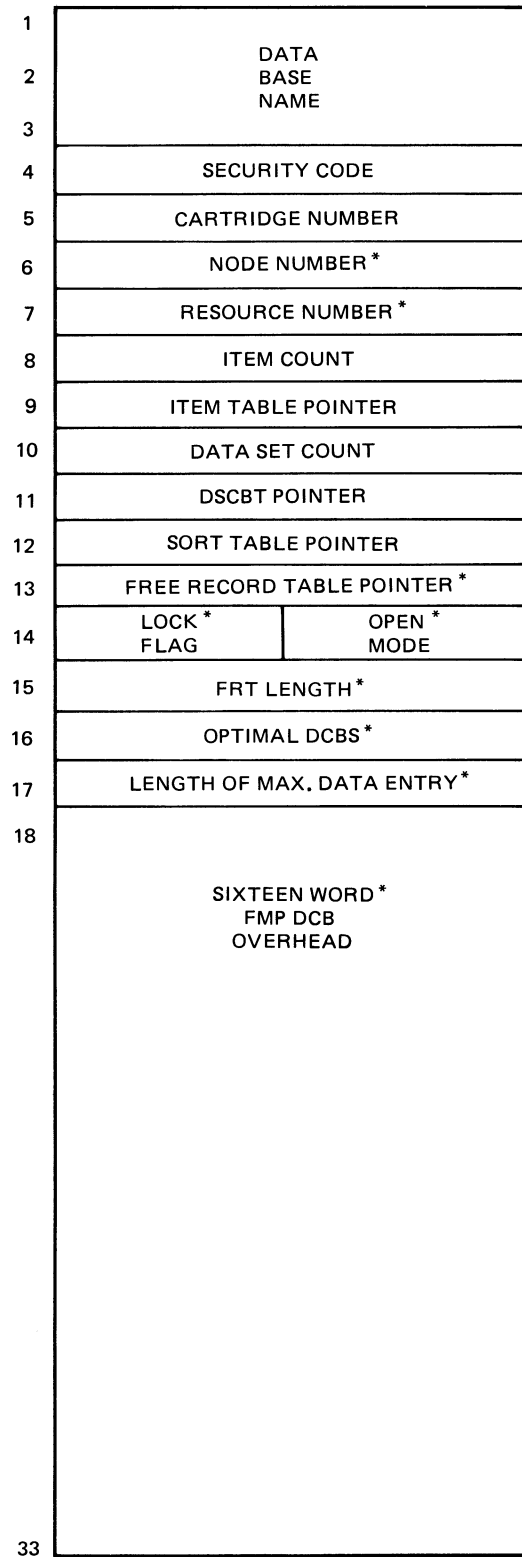 1
DATA
2
BASE
NAME
3
4 SECURITY CODE
5 CARTRIDGE NUMBER
6 NODE NUMBER*
7 RESOURCE NUMBER*
8 ITEM COUNT
9 ITEM TABLE POINTER
10 DATA SET COUNT
11 DSCBT POINTER
12 SORT TABLE POINTER
13 FREE RECORD TABLE POINTER*
14 LOCK* FLAG OPEN* MODE
15 FRT LENGTH*
16 OPTIMAL DCBS*
17 LENGTH OF MAX. DATA ENTRY*
18
SIXTEEN WORD*
FMP DCB
OVERHEAD
33